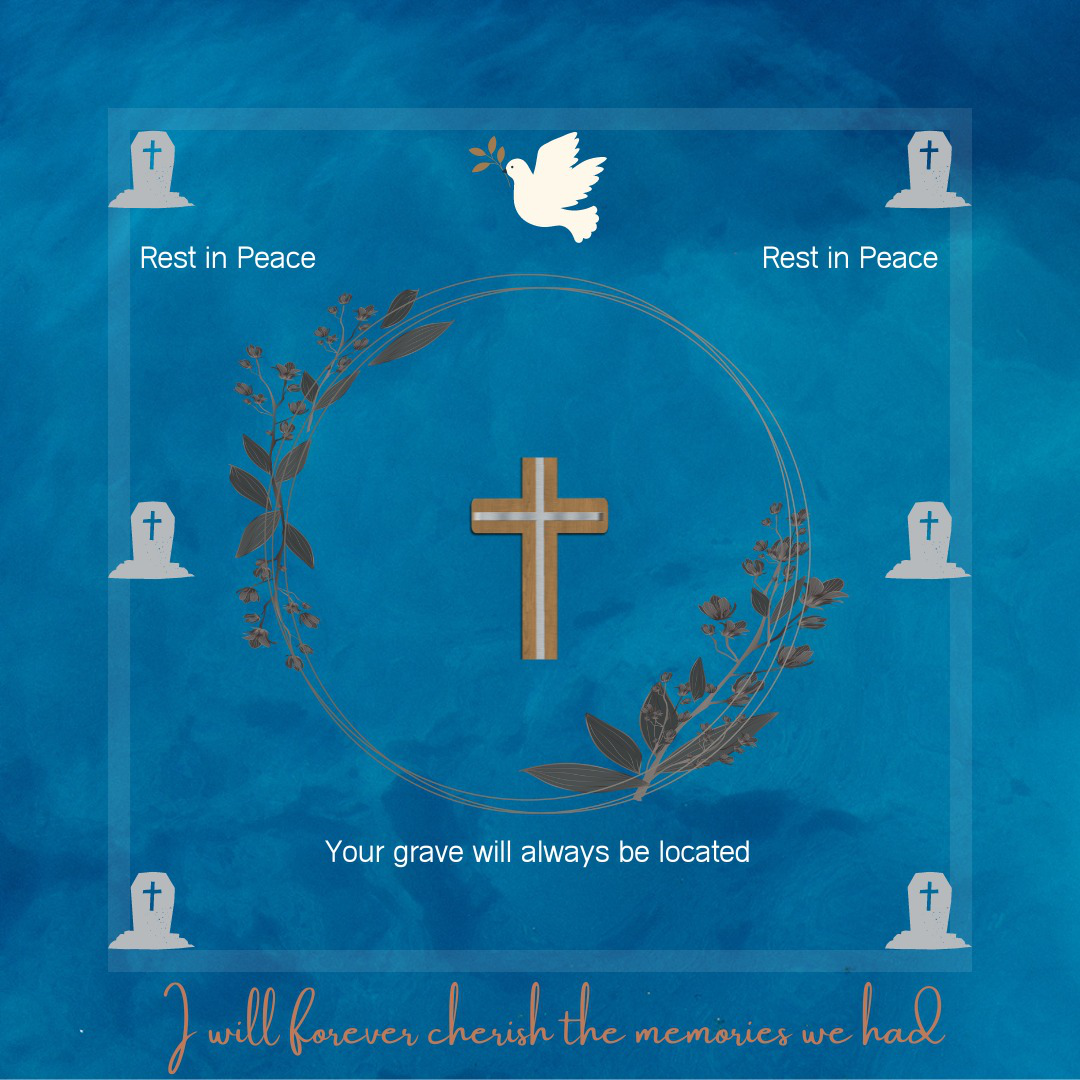 Rest in Peace
Rest in Peace
Your grave will always be located
I will forever cherish the memories we had